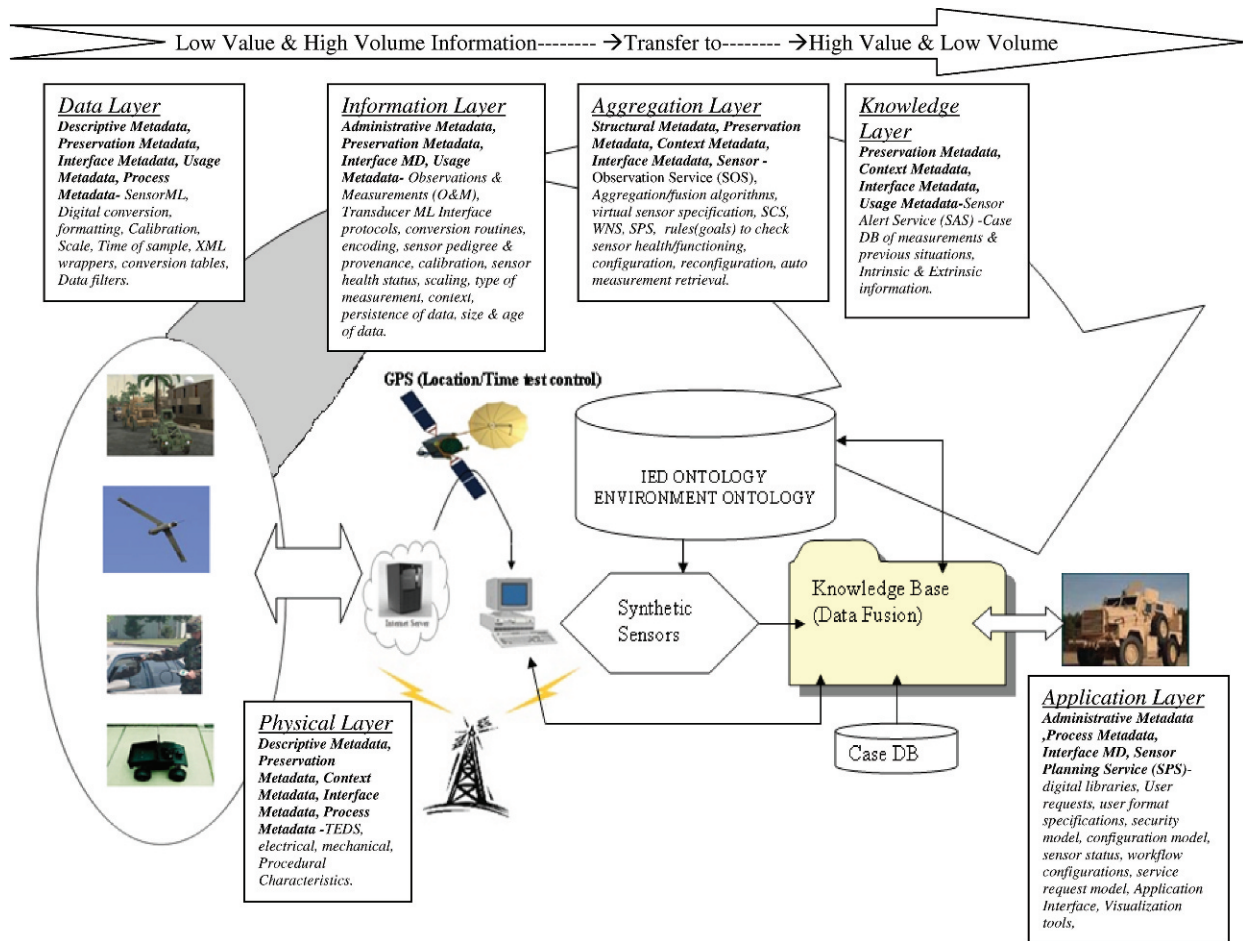 Low Value & High Volume Information-------- →Transfer to-------- →High Value & Low Volume
Data Layer
Descriptive Metadata,
Preservation Metadata,
Interface Metadata, Usage
Metadata, Process
Metadata- SensorML,
Digital conversion,
formatting, Calibration,
Scale, Time of sample, XML
wrappers, conversion tables,
Data filters.
Information Layer
Administrative Metadata,
Preservation Metadata,
Interface MD, Usage
Metadata- Observations &
Measurements (O&M),
Transducer ML Interface
protocols, conversion routines,
encoding, sensor pedigree &
provenance, calibration, sensor
health status, scaling, type of
measurement, context,
persistence of data, size & age
of data.
Aggregation Layer
Structural Metadata, Preservation
Metadata, Context Metadata,
Interface Metadata, Sensor -
Observation Service (SOS),
Aggregation/fusion algorithms,
virtual sensor specification, SCS,
WNS, SPS, rules(goals) to check
sensor health/functioning,
configuration, reconfiguration, auto
measurement retrieval.
Knowledge
Layer
Preservation Metadata,
Context Metadata,
Interface Metadata,
Usage Metadata-Sensor
Alert Service (SAS) -Case
DB of measurements &
previous situations,
Intrinsic & Extrinsic
information.
GPS (Location/Time test control)
IED ONTOLOGY
ENVIRONMENT ONTOLOGY
Internet Server
Synthetic
Sensors
Knowledge Base
(Data Fusion)
Case DB
Physical Layer
Descriptive Metadata,
Preservation
Metadata, Context
Metadata, Interface
Metadata, Process
Metadata -TEDS,
electrical, mechanical,
Procedural
Characteristics.
Application Layer
Administrative Metadata
,Process Metadata,
Interface MD, Sensor
Planning Service (SPS)-
digital libraries, User
requests, user format
specifications, security
model, configuration model,
sensor status, workflow
configurations, service
request model, Application
Interface, Visualization
tools,